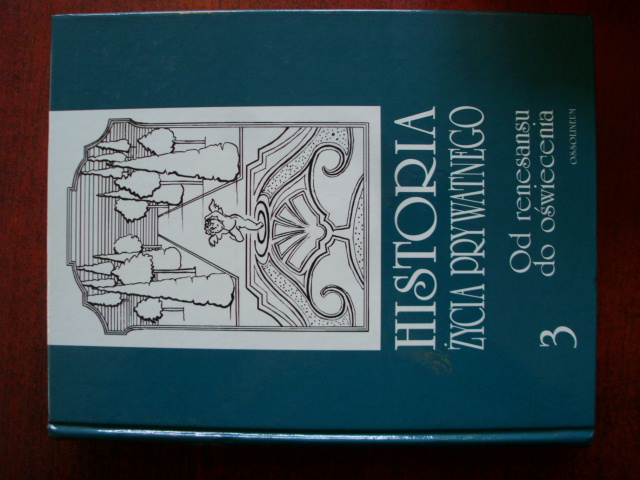 HISTORIA
ŻYCIA PRYWATNEGO
3
Od renesansu
do oświecenia
OSSOLINEUM